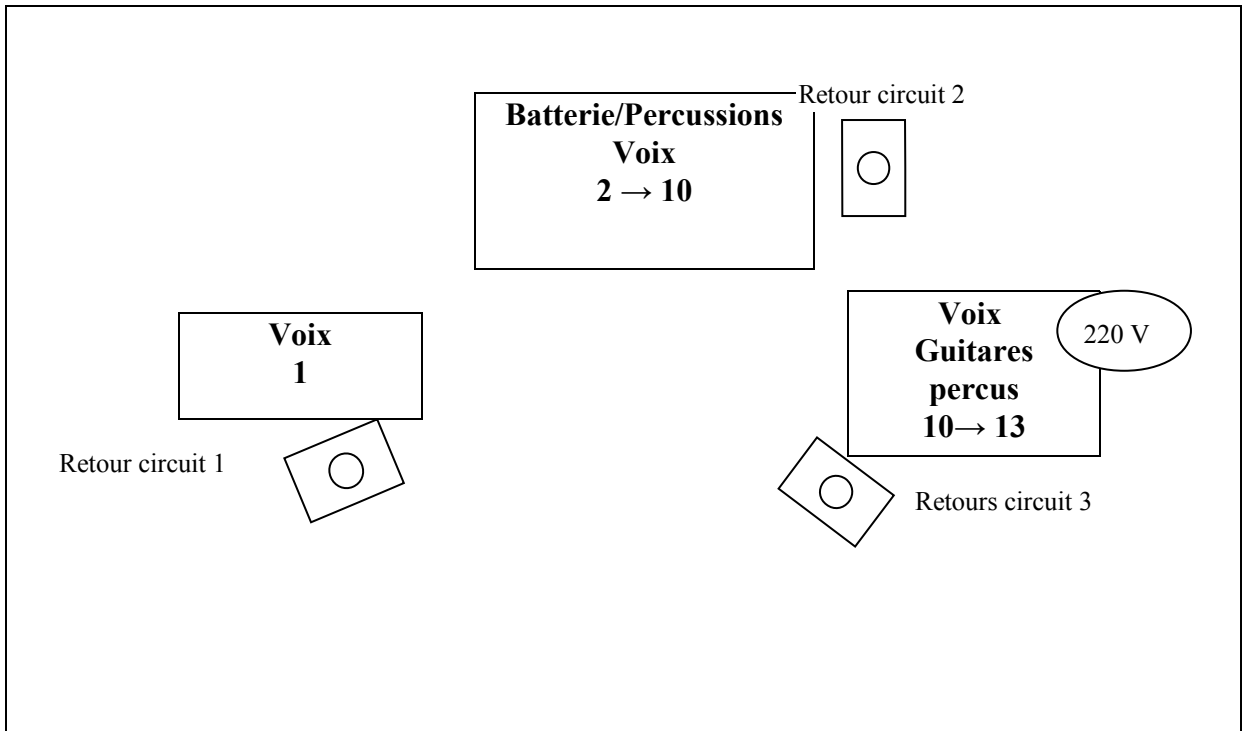 Retour circuit 2
Batterie/Percussions
Voix
2 → 10
Voix
1
Retour circuit 1
Voix
Guitares
percus
10→ 13
220 V
Retours circuit 3